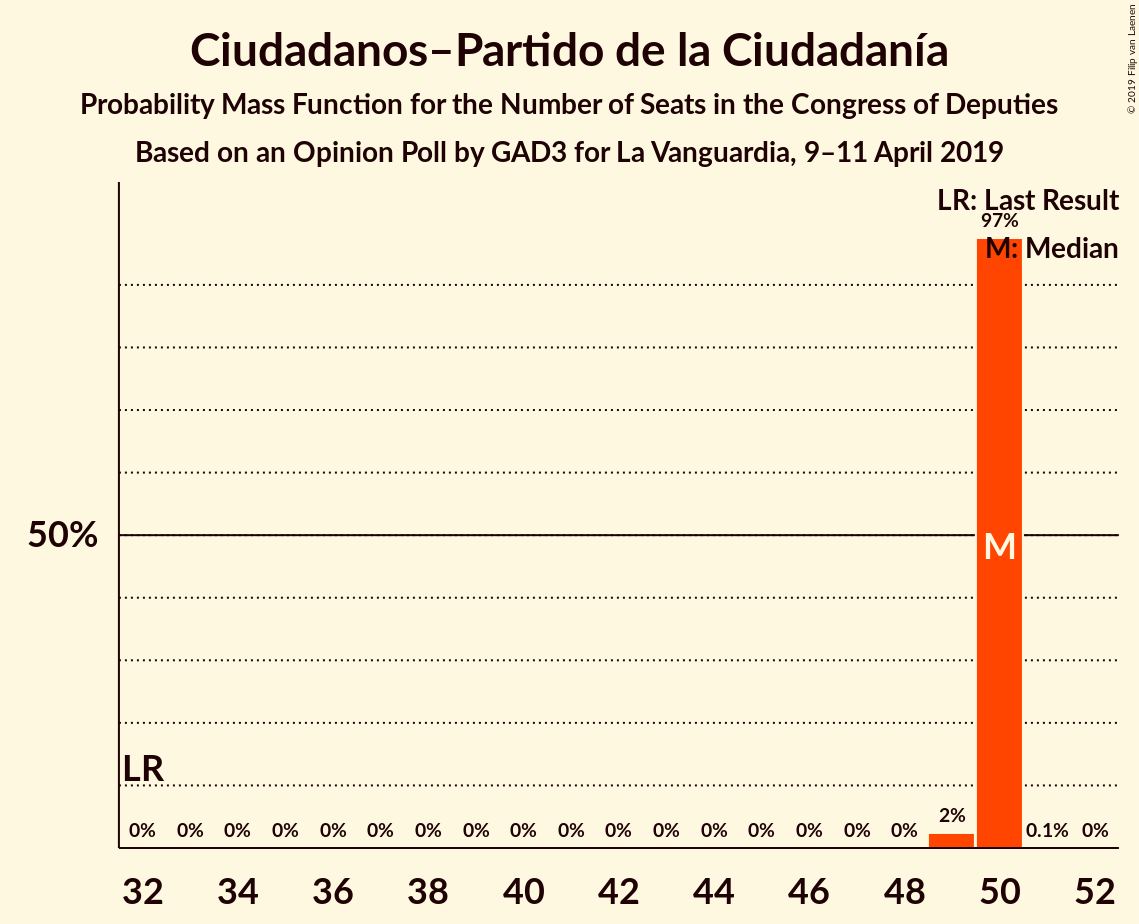 Ciudadanos–Partido de la Ciudadanía
Probability Mass Function for the Number of Seats in the Congress of Deputies
Based on an Opinion Poll by GAD3 for La Vanguardia, 9–11 April 2019
© 2019 Filip van Laenen
LR: Last Result
97%
M: Median
50%
M
LR
0% 0% 0% 0% 0% 0% 0% 0% 0% 0% 0% 0% 0% 0% 0% 0% 0% 2% 0.1% 0%
32 34 36 38 40 42 44 46 48 50 52